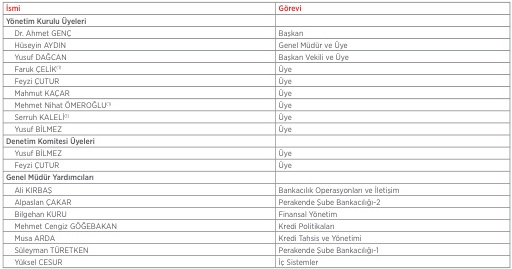 İsmi Görevi
Yönetim Kurulu Üyeleri
Dr. Ahmet GENÇ Başkan
Hüseyin AYDIN Genel Müdür ve Üye
Yusuf DAĞCAN Başkan Vekili ve Üye
Faruk ÇELİK(1) Üye
Feyzi ÇUTUR Üye
Mahmut KAÇAR Üye
Mehmet Nihat ÖMEROĞLU(1) Üye
Serruh KALELİ(1) Üye
Yusuf BİLMEZ Üye
Denetim Komitesi Üyeleri
Yusuf BİLMEZ Üye
Feyzi ÇUTUR Üye
Genel Müdür Yardımcıları
Ali KIRBAŞ Bankacılık Operasyonları ve İletişim
Alpaslan ÇAKAR Perakende Şube Bankacılığı-2
Bilgehan KURU Finansal Yönetim
Mehmet Cengiz GÖĞEBAKAN Kredi Politikaları
Musa ARDA Kredi Tahsis ve Yönetimi
Süleyman TÜRETKEN Perakende Şube Bankacılığı-1
Yüksel CESUR İç Sistemler